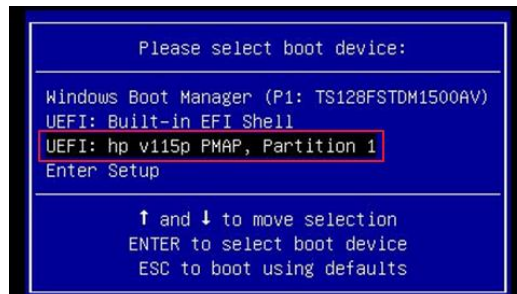 Please select boot device:
Windows Boot Manager (P1: TS128FSTDM1500AV)
UEFI: Built-in EFI Shell
UEFI: hp v115p PMAP, Partition 1
Enter Setup
↑ and ↓ to move selection
ENTER to select boot device
ESC to boot using defaults